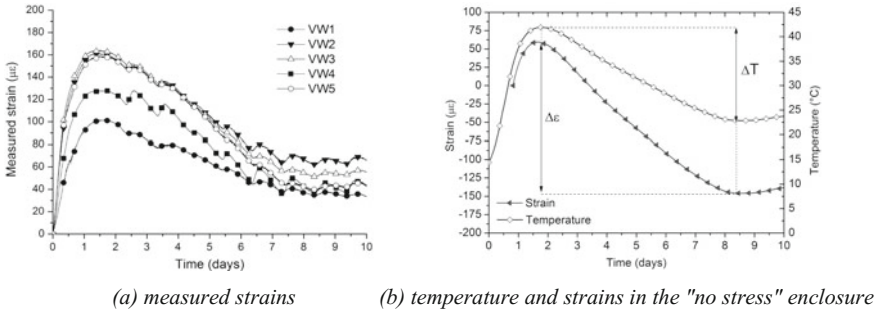 200
180
160
140
120
100
80
60
40
20
0
Measured strain (με)
VW1
VW2
VW3
VW4
VW5
0 1 2 3 4 5 6 7 8 9 10
Time (days)
(a) measured strains
100
75
50
25
0
-25
-50
-75
-100
-125
-150
-175
-200
Strain (με)
Δε
ΔT
Strain
Temperature
45
40
35
30
25
20
15
10
5
0
Temperature (°C)
0 1 2 3 4 5 6 7 8 9 10
Time (days)
(b) temperature and strains in the "no stress" enclosure